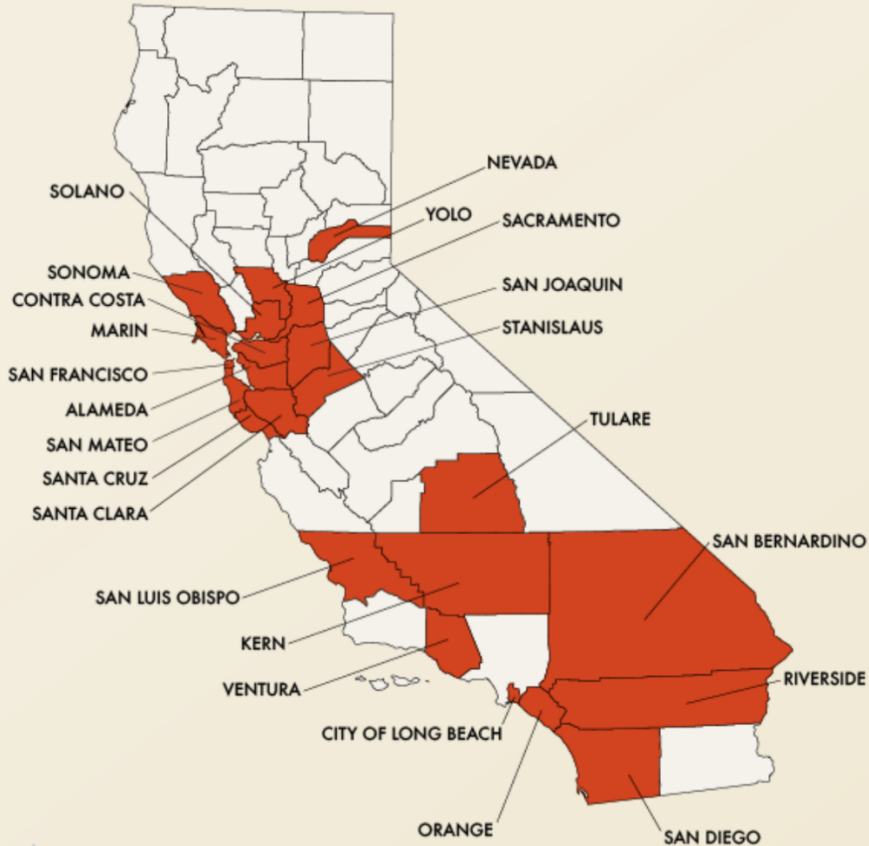 NEVADA
SOLANO
YOLO
SACRAMENTO
SONOMA
SAN JOAQUIN
CONTRA COSTA
STANISLAUS
MARIN
SAN FRANCISCO
ALAMEDA
TULARE
SAN MATEO
SANTA CRUZ
SANTA CLARA
SAN BERNARDINO
SAN LUIS OBISPO
KERN
RIVERSIDE
VENTURA
CITY OF LONG BEACH
ORANGE
SAN DIEGO